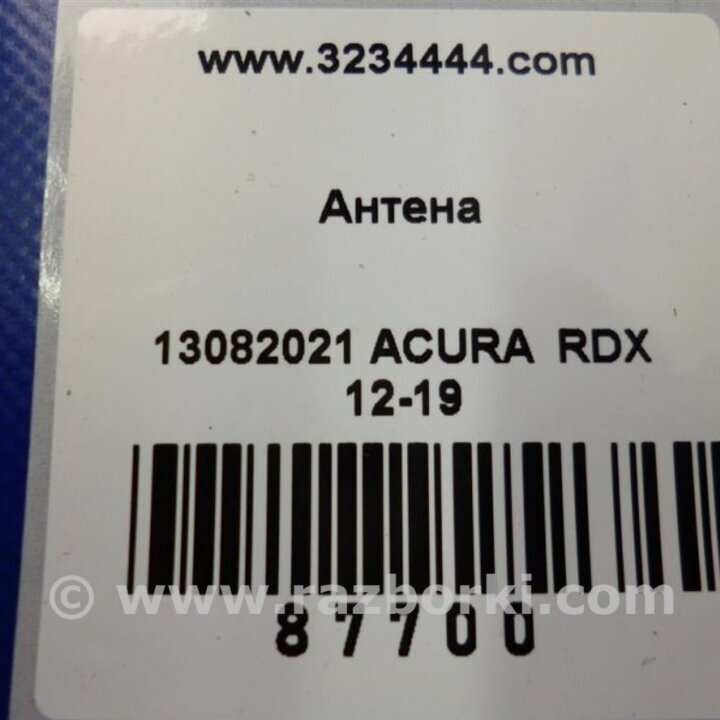 www.3234444.com
Антена
13082021 ACURA RDX
12-19
© www.razborki.com
87700